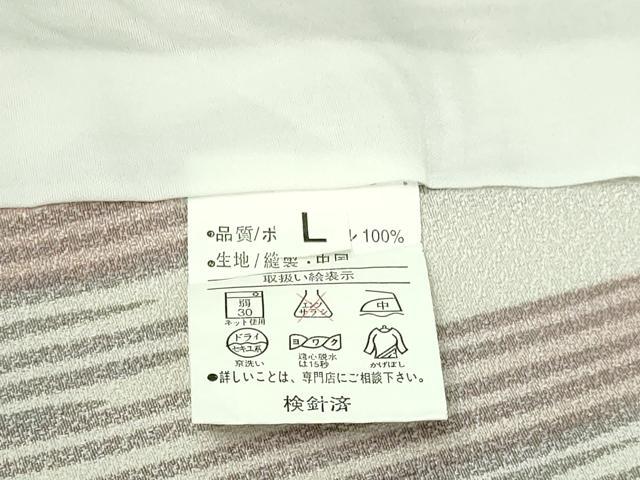 ●品質/ポ L ル100%
●生地/縫製・中国
取扱い絵表示
弱
30
ネット使用
エンソ
サラシ
中
ドライ
セキユ系
京洗い
ヨワク
遠心脱水
は15秒
かげぼし
●詳しいことは、専門店にご相談下さい。
検針済